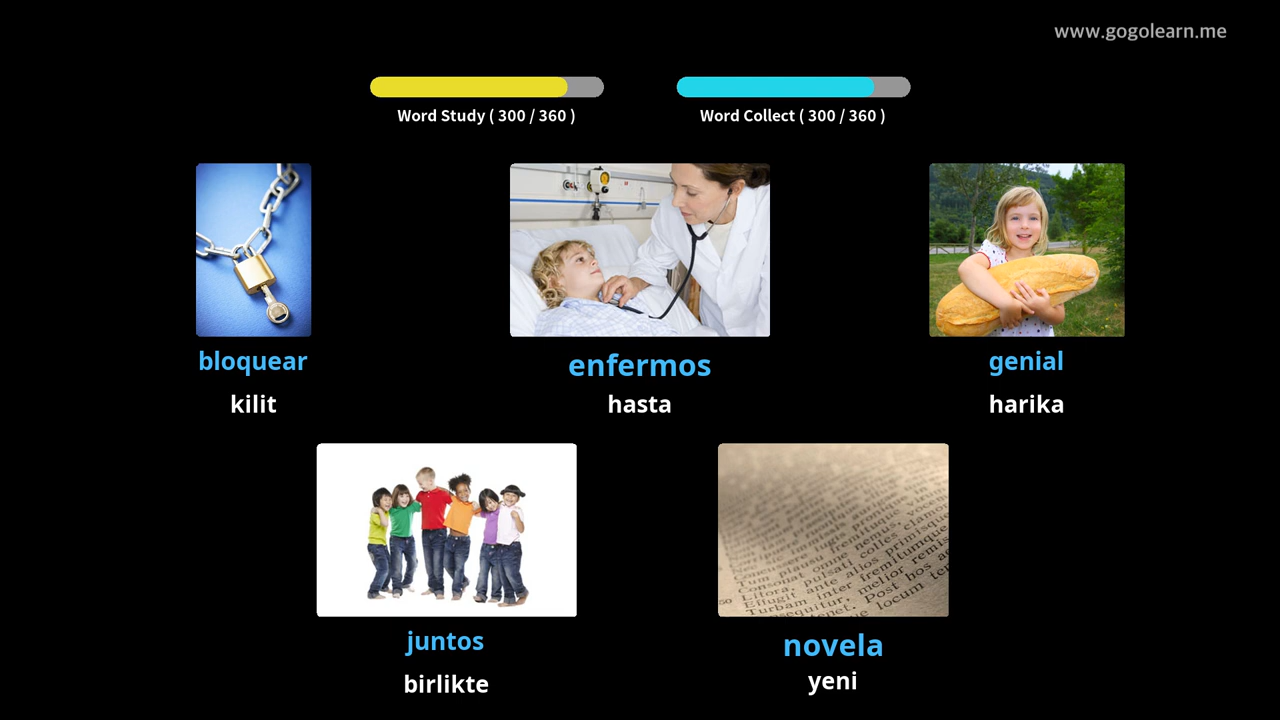 www.gogolearn.me
Word Study ( 300 / 360 )
Word Collect ( 300 / 360 )
bloquear
kilit
enfermos
hasta
genial
harika
juntos
birlikte
novela
yeni